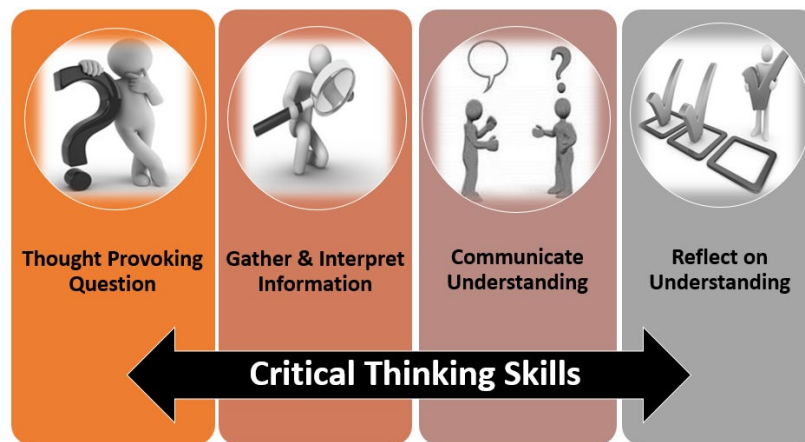 Thought Provoking
Question
Gather & Interpret
Information
Communicate
Understanding
Reflect on
Understanding
Critical Thinking Skills